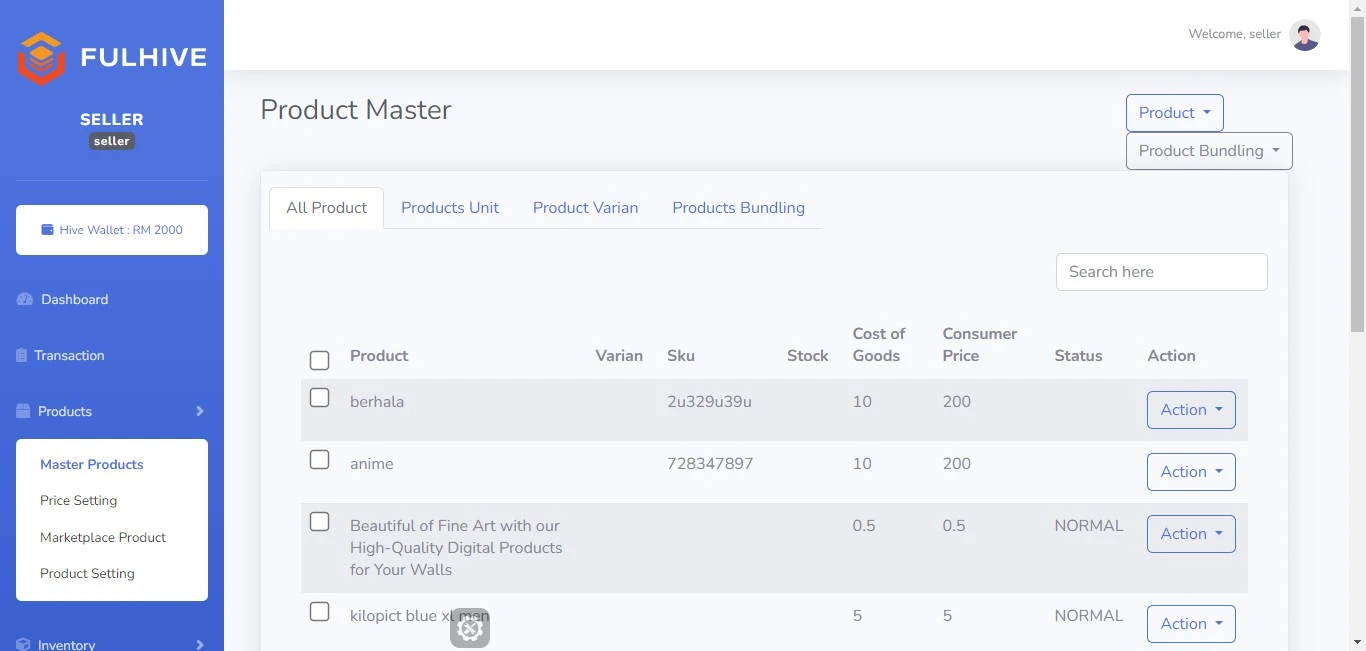 FULHIVE
Welcome, seller
SELLER
seller
Hive Wallet : RM 2000
Dashboard
Transaction
Products
Master Products
Price Setting
Marketplace Product
Product Setting
Inventory
Product Master
Product
Product Bundling
All Product
Products Unit
Product Varian
Products Bundling
Search here
Product
Varian
Sku
Stock
Cost of
Goods
Consumer
Price
Status
Action
berhala
2u329u39u
10
200
Action
anime
728347897
10
200
Action
Beautiful of Fine Art with our
High-Quality Digital Products
for Your Walls
0.5
0.5
NORMAL
Action
kilopict blue xl men
5
5
NORMAL
Action